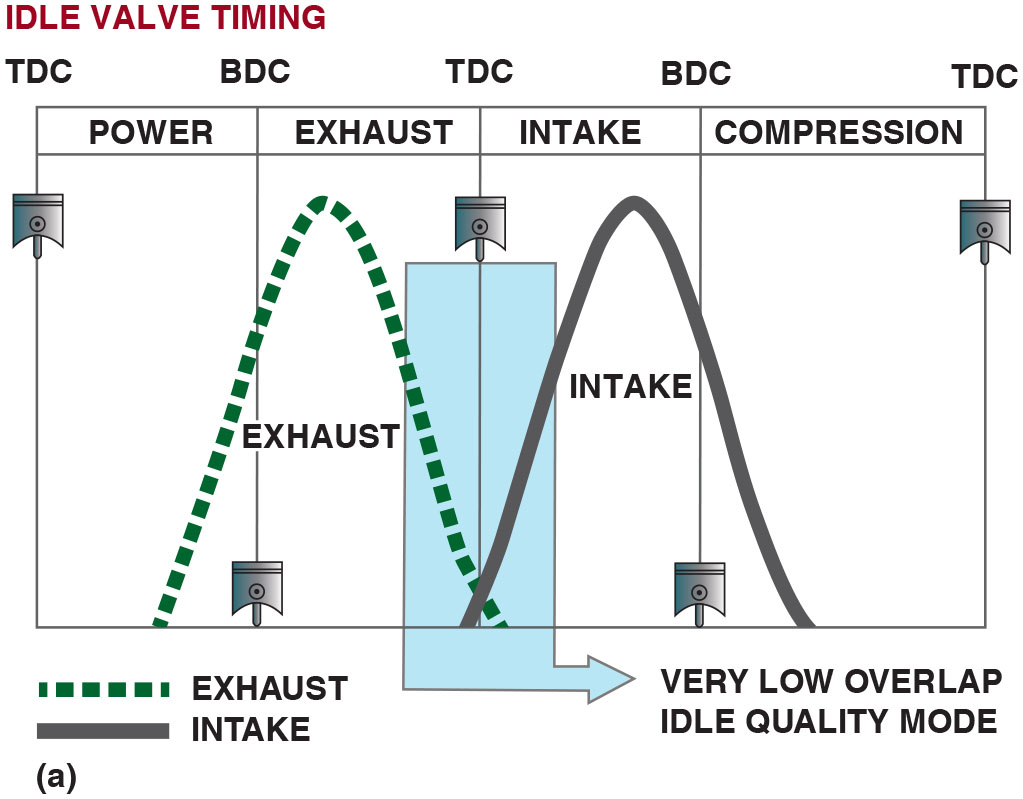 IDLE VALVE TIMING
TDC BDC TDC BDC TDC
POWER EXHAUST INTAKE COMPRESSION
INTAKE
EXHAUST
EXHAUST
INTAKE
VERY LOW OVERLAP
IDLE QUALITY MODE
(a)